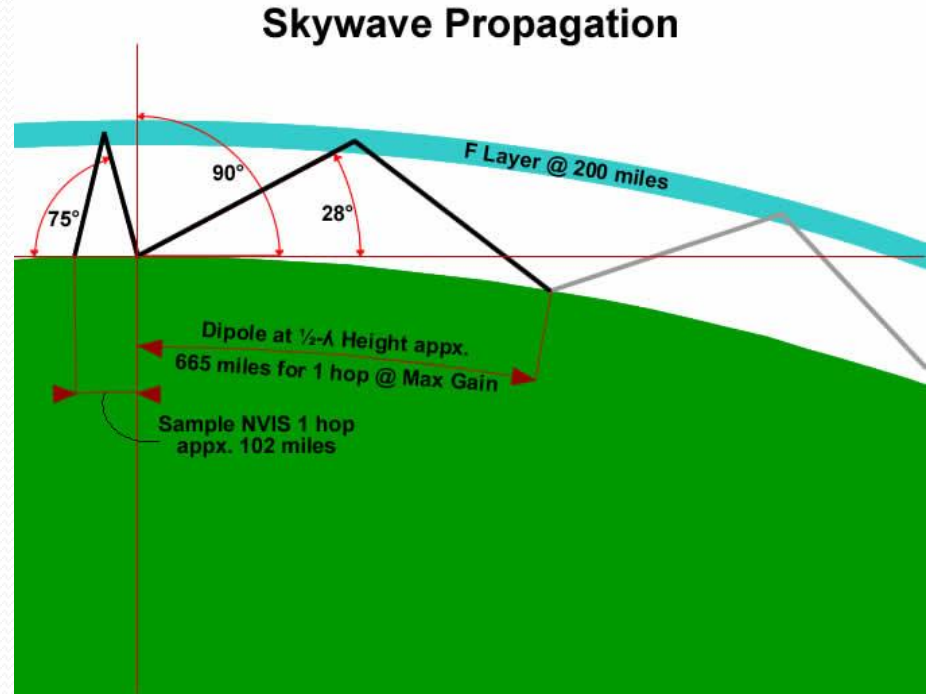 Skywave Propagation
F Layer @ 200 miles
90°
75°
28°
Dipole at ½-λ Height appx.
665 miles for 1 hop @ Max Gain
Sample NVIS 1 hop
appx. 102 miles